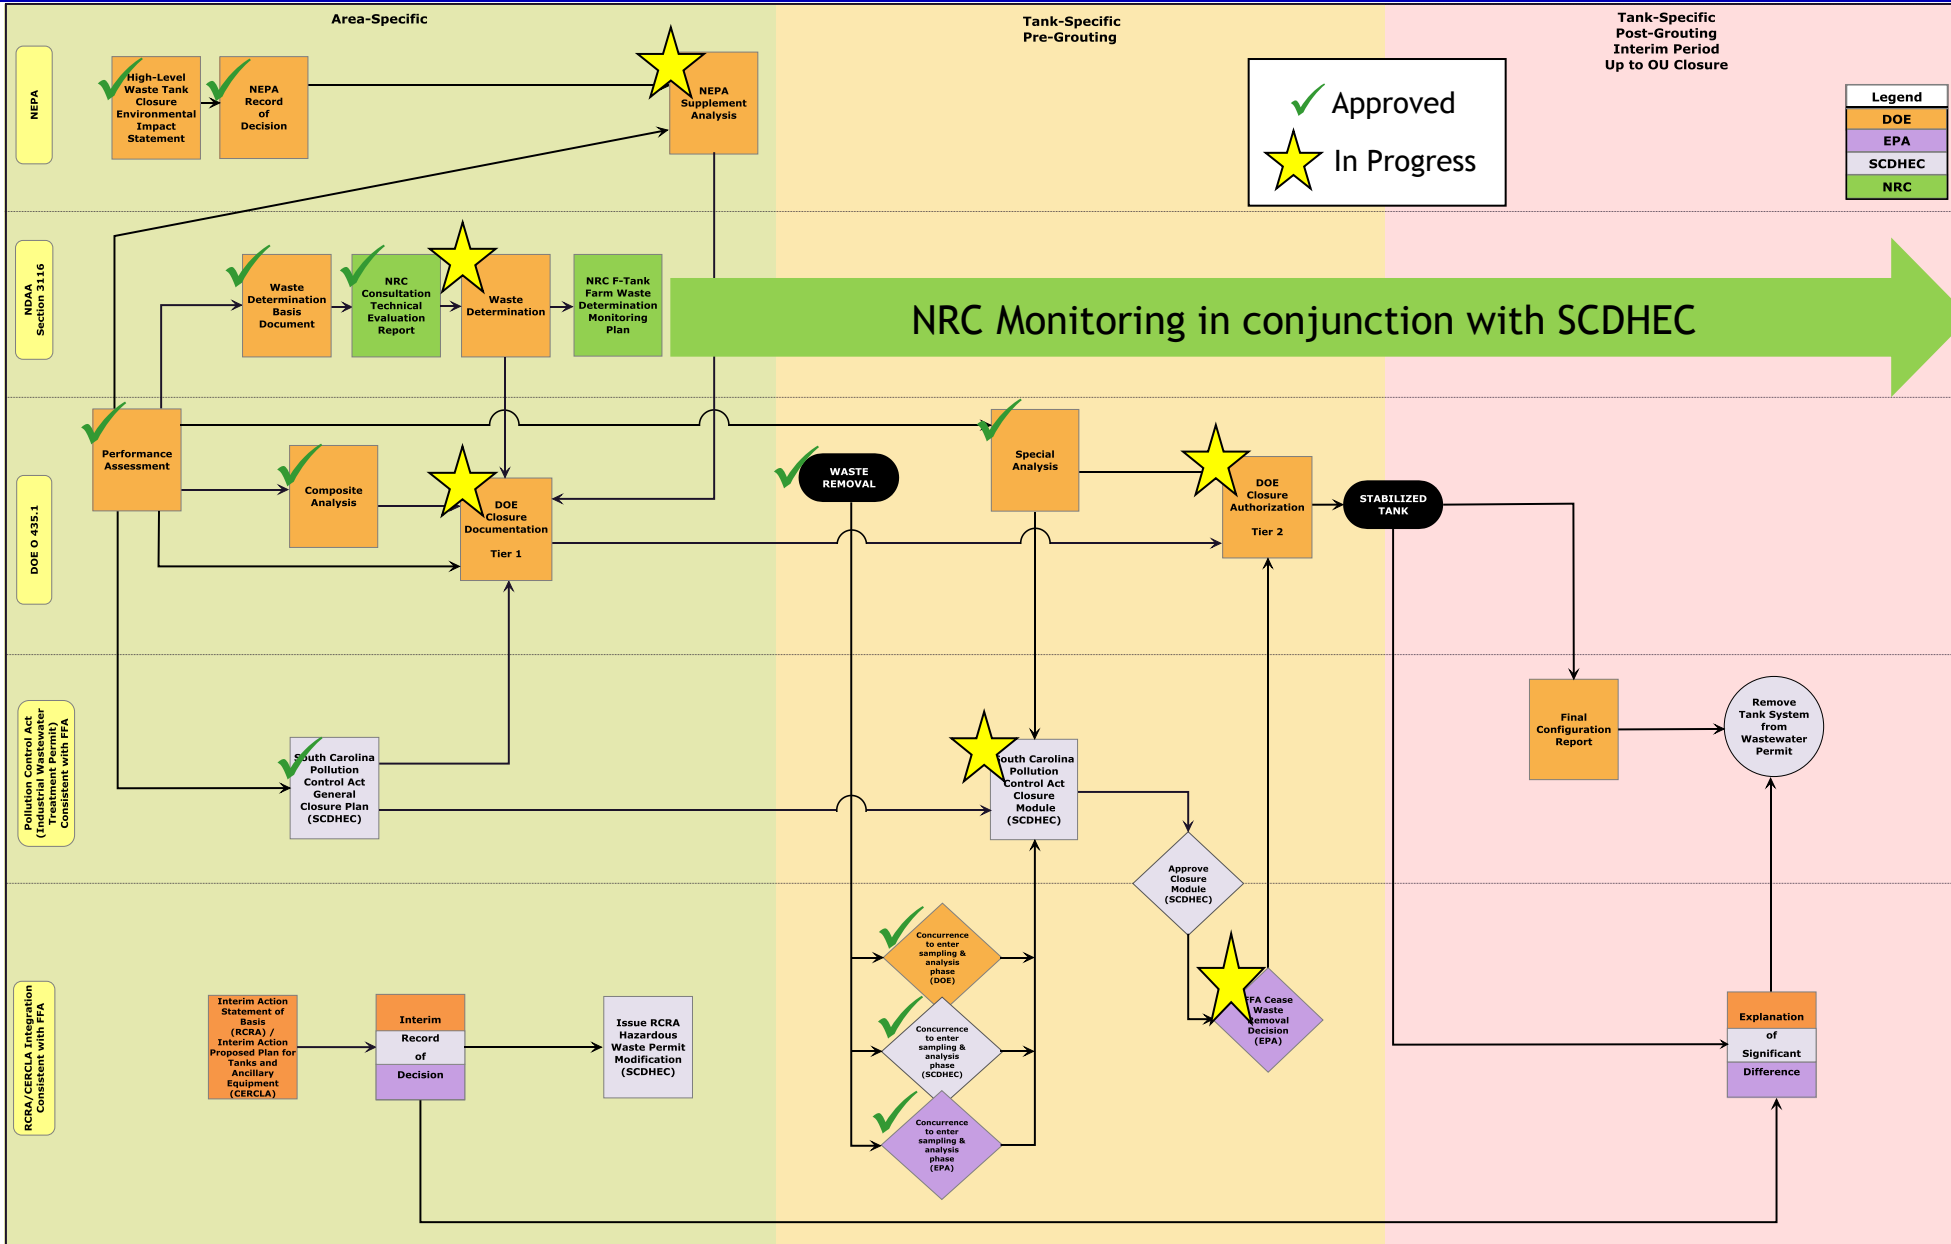 Area-Specific
Tank-Specific
Pre-Grouting
Tank-Specific
Post-Grouting
Interim Period
Up to OU Closure
NEPA
High-Level
Waste Tank
Closure
Environmental
Impact
Statement
NEPA
Record
of
Decision
NEPA
Supplement
Analysis
Approved
In Progress
Legend
DOE
EPA
SCDHEC
NRC
NDAA
Section 3116
Waste
Determination
Basis
Document
NRC
Consultation
Technical
Evaluation
Report
Waste
Determination
NRC F-Tank
Farm Waste
Determination
Monitoring
Plan
NRC Monitoring in conjunction with SCDHEC
DOE O 435.1
Performance
Assessment
Composite
Analysis
DOE
Closure
Documentation
Tier 1
WASTE
REMOVAL
Special
Analysis
DOE
Closure
Authorization
Tier 2
STABILIZED
TANK
Pollution Control Act
(Industrial Wastewater
Treatment Permit)
Consistent with FFA
South Carolina
Pollution
Control Act
General
Closure Plan
(SCDHEC)
South Carolina
Pollution
Control Act
Closure
Module
(SCDHEC)
Approve
Closure
Module
(SCDHEC)
Final
Configuration
Report
Remove
Tank System
from
Wastewater
Permit
RCRA/CERCLA Integration
Consistent with FFA
Interim Action
Statement of
Basis
(RCRA) /
Interim Action
Proposed Plan for
Tanks and
Ancillary
Equipment
(CERCLA)
Interim
Record
of
Decision
Issue RCRA
Hazardous
Waste Permit
Modification
(SCDHEC)
Concurrence
to enter
sampling &
analysis
phase
(DOE)
Concurrence
to enter
sampling &
analysis
phase
(SCDHEC)
Concurrence
to enter
sampling &
analysis
phase
(EPA)
FFA Cease
Waste
Removal
Decision
(EPA)
Explanation
of
Significant
Difference